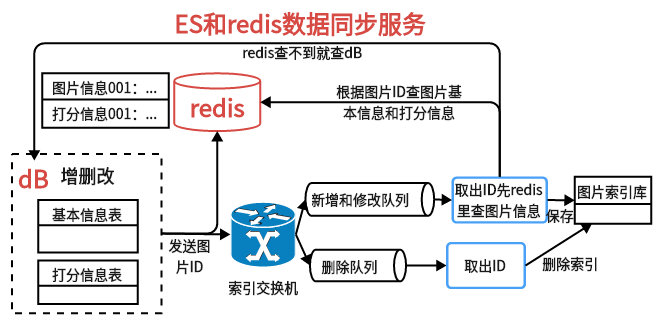 ES和redis数据同步服务
redis查不到就查dB
图片信息001：...
打分信息001：...
redis
根据图片ID查图片基
本信息和打分信息
dB 增删改
基本信息表
打分信息表
发送图
片ID
索引交换机
新增和修改队列
删除队列
取出ID先redis
里查图片信息
取出ID
保存
删除索引
图片索引库